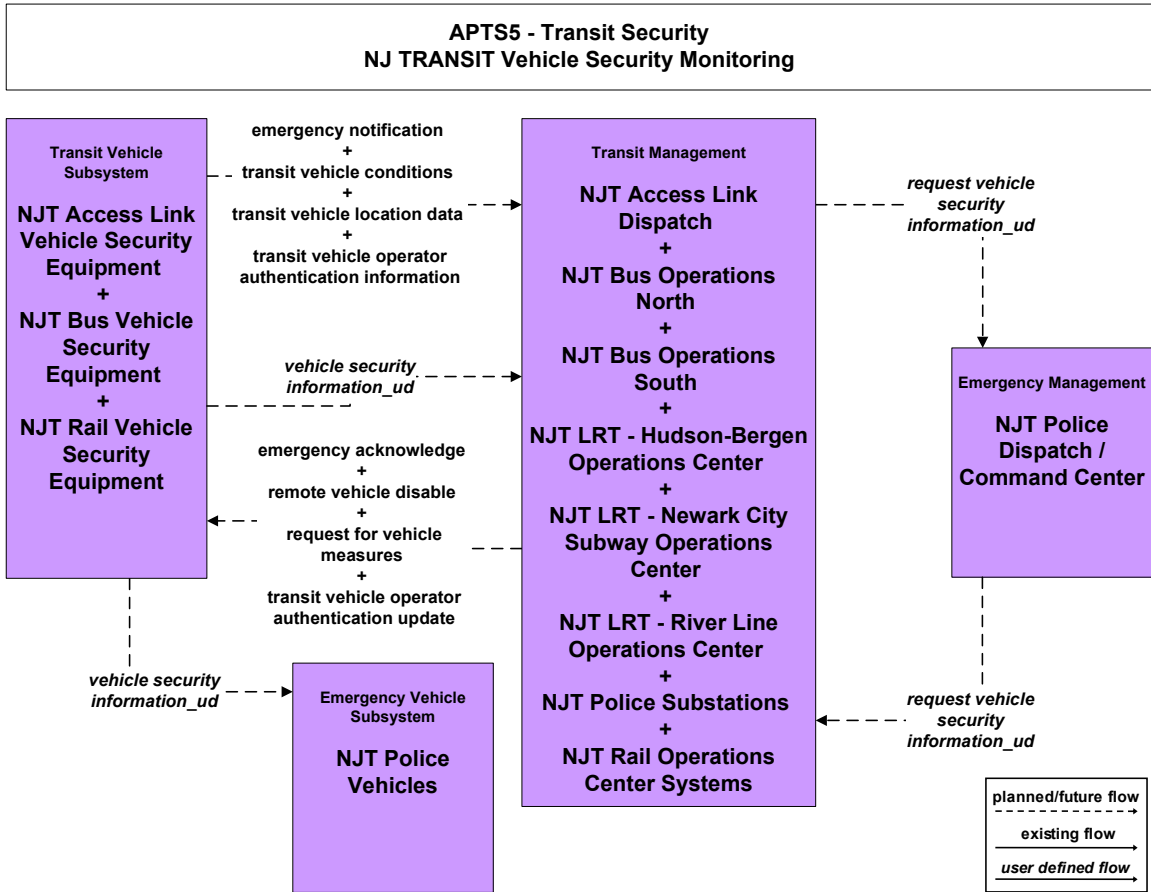 APTS5 - Transit Security
NJ TRANSIT Vehicle Security Monitoring
Transit Vehicle
Subsystem
NJT Access Link
Vehicle Security
Equipment
+
NJT Bus Vehicle
Security
Equipment
+
NJT Rail Vehicle
Security
Equipment
emergency notification
+
transit vehicle conditions
+
transit vehicle location data
+
transit vehicle operator
authentication information
vehicle security
information_ud
emergency acknowledge
+
remote vehicle disable
+
request for vehicle
measures
+
transit vehicle operator
authentication update
vehicle security
information_ud
Emergency Vehicle
Subsystem
NJT Police
Vehicles
Transit Management
NJT Access Link
Dispatch
+
NJT Bus Operations
North
+
NJT Bus Operations
South
+
NJT LRT - Hudson-Bergen
Operations Center
+
NJT LRT - Newark City
Subway Operations
Center
+
NJT LRT - River Line
Operations Center
+
NJT Police Substations
+
NJT Rail Operations
Center Systems
request vehicle
security
information_ud
Emergency Management
NJT Police
Dispatch /
Command Center
request vehicle
security
information_ud
planned/future flow
existing flow
user defined flow